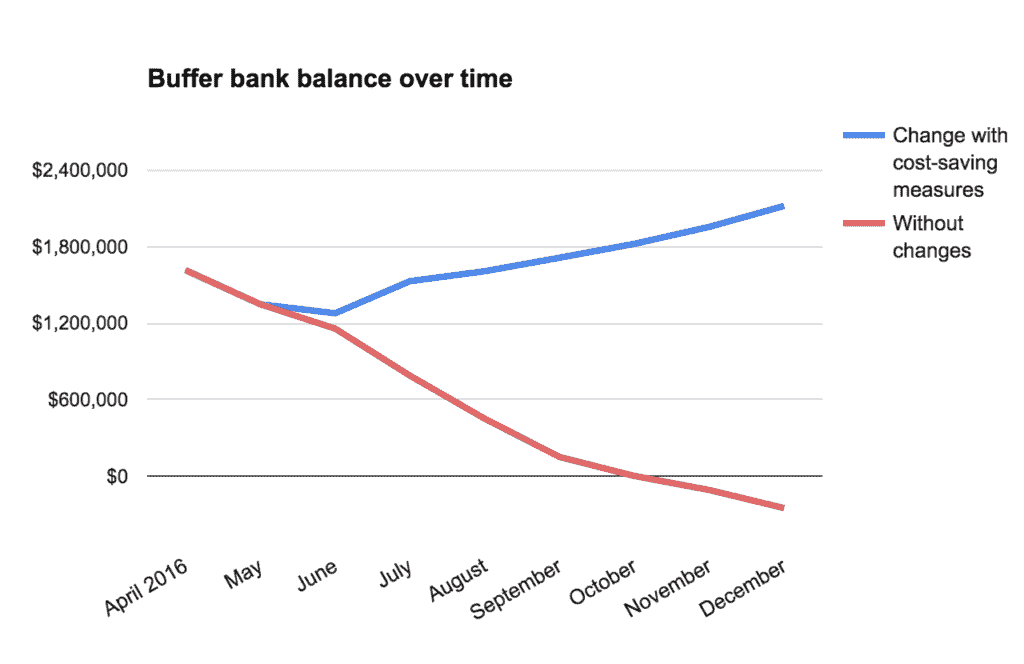 Buffer bank balance over time
Change with
cost-saving
measures
Without
changes
$2,400,000
$1,800,000
$1,200,000
$600,000
$0
April 2016
May
June
July
August
September
October
November
December